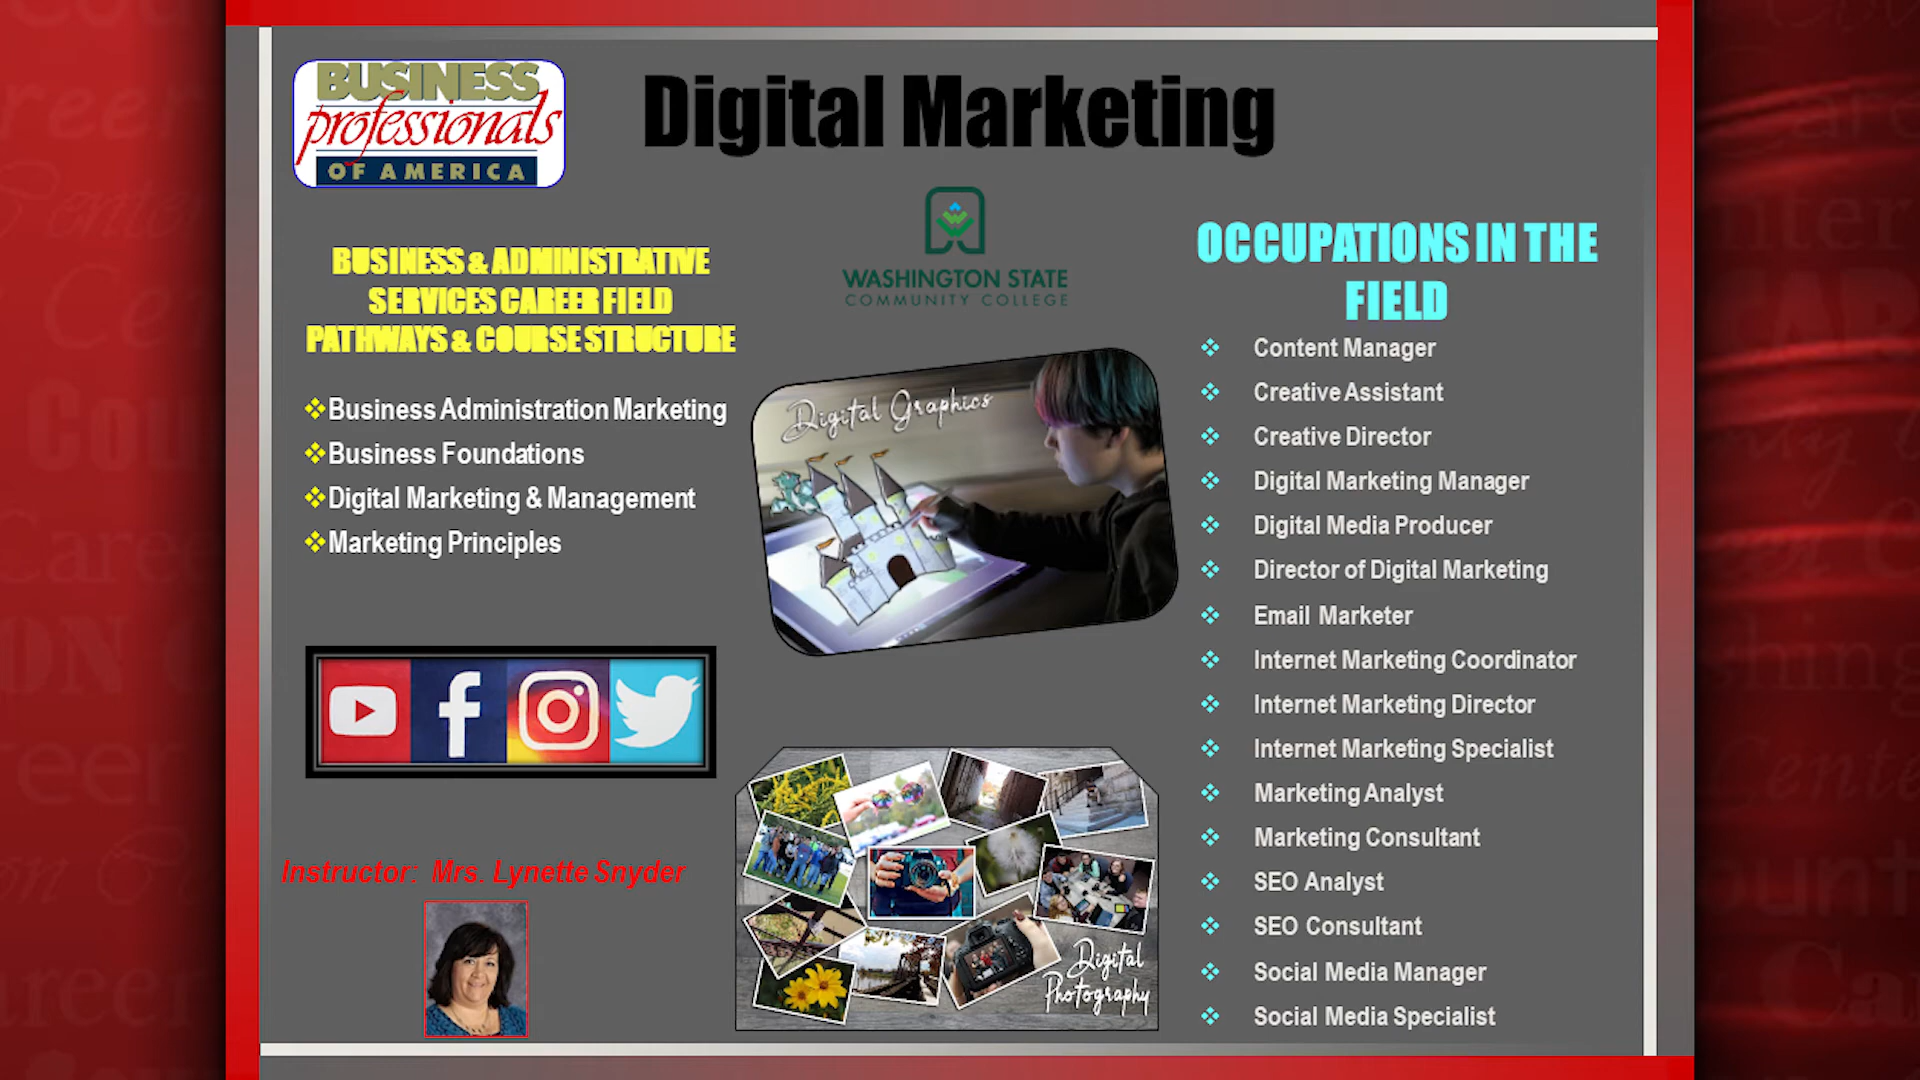 BUSINESS
professionals
OF AMERICA
Digital Marketing
WASHINGTON STATE
COMMUNITY COLLEGE
BUSINESS & ADMINISTRATIVE
SERVICES CAREER FIELD
PATHWAYS & COURSE STRUCTURE
❖Business Administration Marketing
❖Business Foundations
❖Digital Marketing & Management
❖Marketing Principles
Instructor: Mrs. Lynette Snyder
Digital Graphics
Digital
Photography
OCCUPATIONS IN THE
FIELD
❖ Content Manager
❖ Creative Assistant
❖ Creative Director
❖ Digital Marketing Manager
❖ Digital Media Producer
❖ Director of Digital Marketing
❖ Email Marketer
❖ Internet Marketing Coordinator
❖ Internet Marketing Director
❖ Internet Marketing Specialist
❖ Marketing Analyst
❖ Marketing Consultant
❖ SEO Analyst
❖ SEO Consultant
❖ Social Media Manager
❖ Social Media Specialist